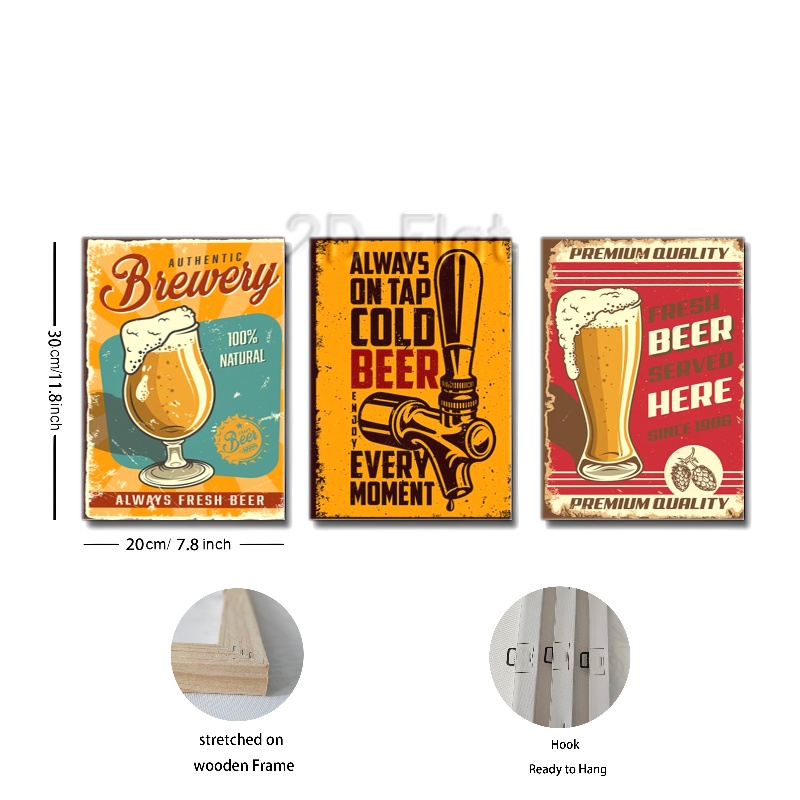 2D Flat
AUTHENTIC
Brewery
100%
NATURAL
Beer
ALWAYS FRESH BEER
ALWAYS
ON TAP
COLD
BEER
ENJOY
EVERY
MOMENT
PREMIUM QUALITY
FRESH
BEER
SERVED
HERE
SINCE 1986
PREMIUM QUALITY
30cm/11.8inch
20cm/ 7.8 inch
stretched on
wooden Frame
Hook
Ready to Hang